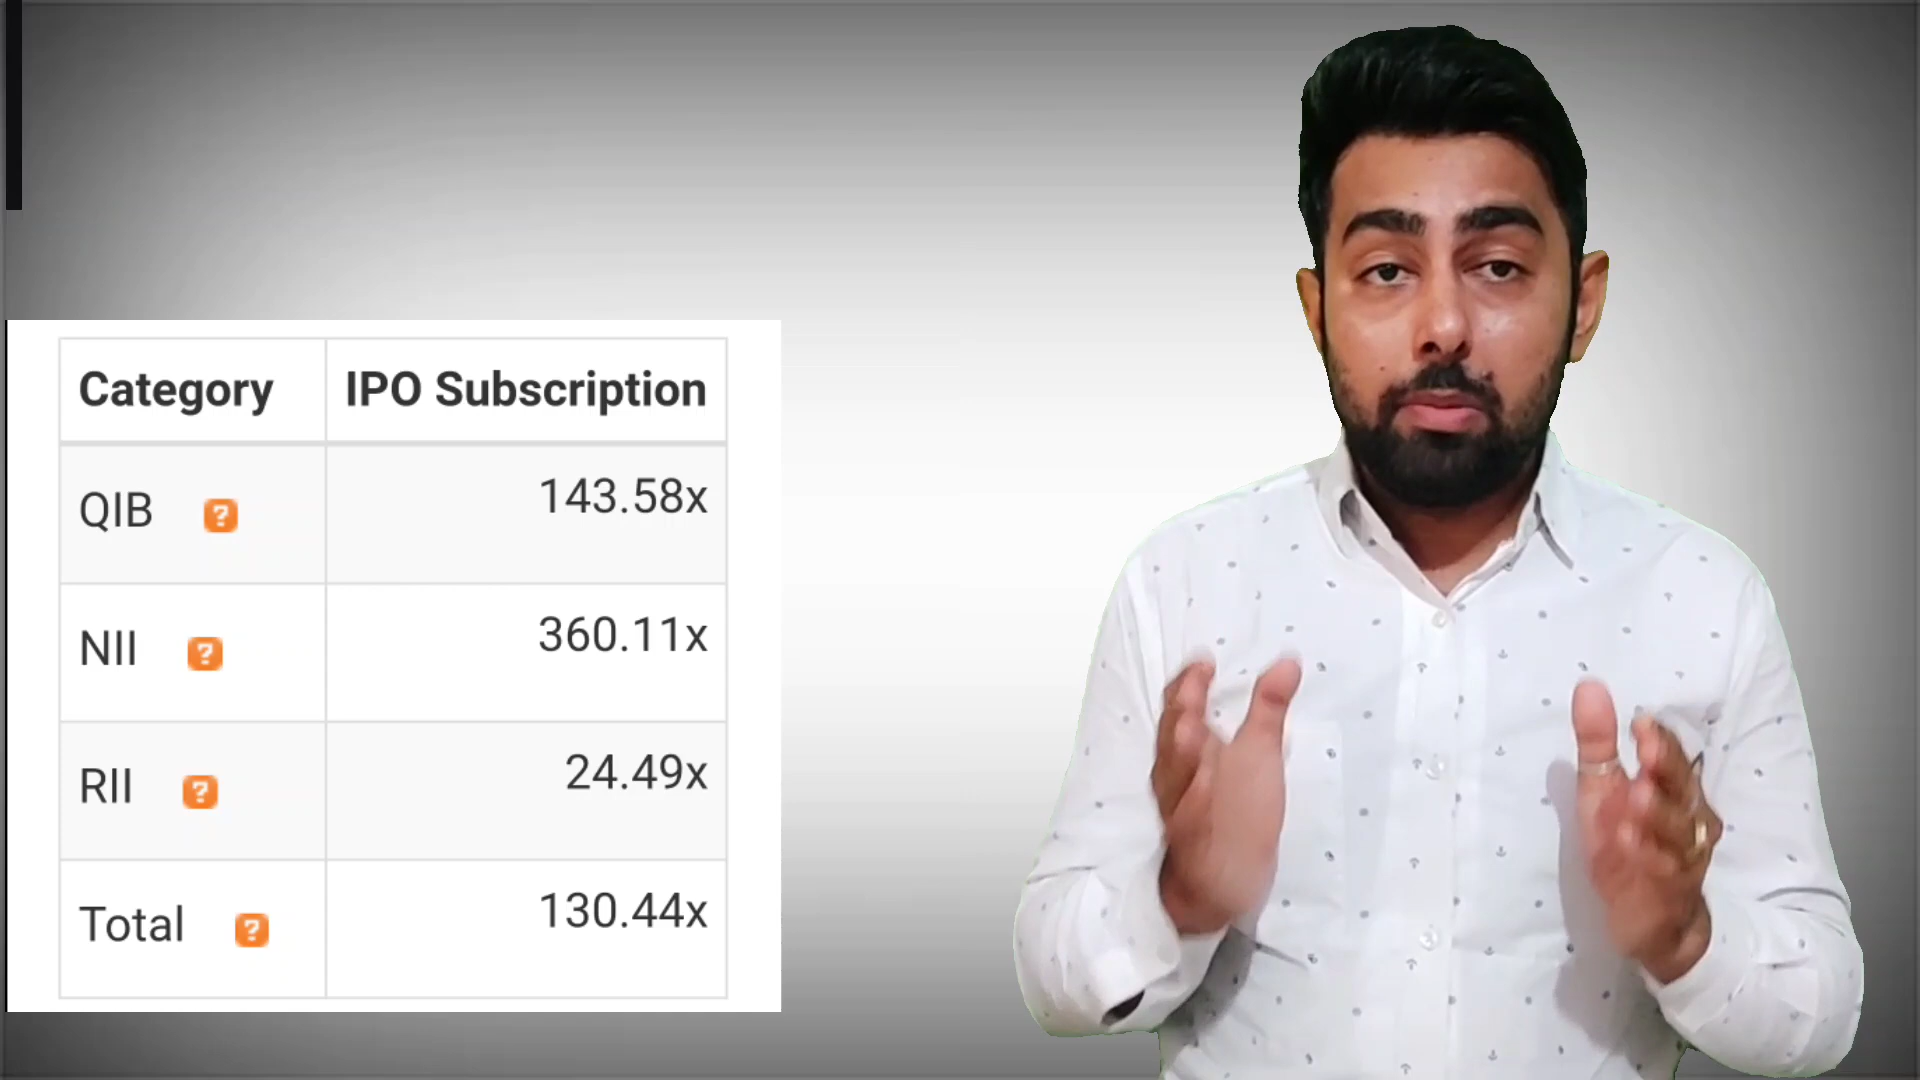 Category IPO Subscription
QIB ? 143.58x
NII ? 360.11x
RII ? 24.49x
Total ? 130.44x